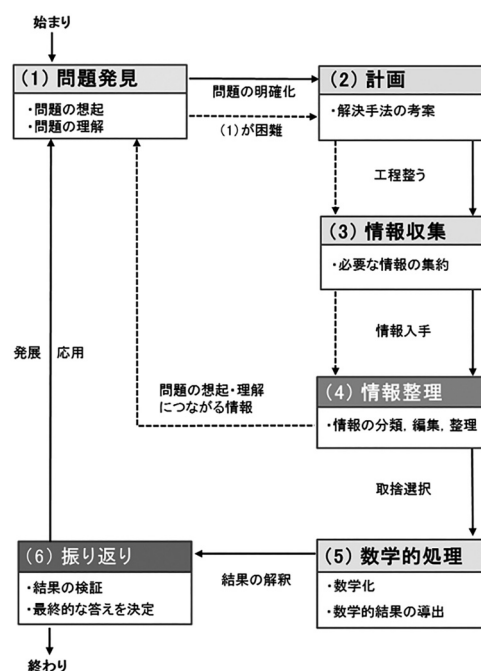 始まり
(1) 問題発見
・問題の想起
・問題の理解
問題の明確化
(1)が困難
(2) 計画
・解決手法の考案
工程整う
(3) 情報収集
・必要な情報の集約
情報入手
(4) 情報整理
・情報の分類, 編集, 整理
問題の想起・理解
につながる情報
発展 応用
取捨選択
(5) 数学的処理
・数学化
・数学的結果の導出
結果の解釈
(6) 振り返り
・結果の検証
・最終的な答えを決定
終わり